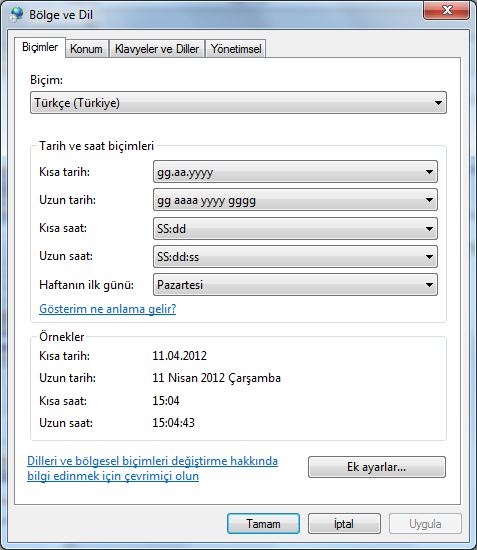 Bölge ve Dil
Biçimler Konum Klavyeler ve Diller Yönetimsel
Biçim:
Türkçe (Türkiye)
Tarih ve saat biçimleri
Kısa tarih: gg.aa.yyyy
Uzun tarih: gg aaaa yyyy gggg
Kısa saat: SS:dd
Uzun saat: SS:dd:ss
Haftanın ilk günü: Pazartesi
Gösterim ne anlama gelir?
Örnekler
Kısa tarih: 11.04.2012
Uzun tarih: 11 Nisan 2012 Çarşamba
Kısa saat: 15:04
Uzun saat: 15:04:43
Dilleri ve bölgesel biçimleri değiştirme hakkında
bilgi edinmek için çevrimiçi olun
Ek ayarlar...
Tamam İptal Uygula